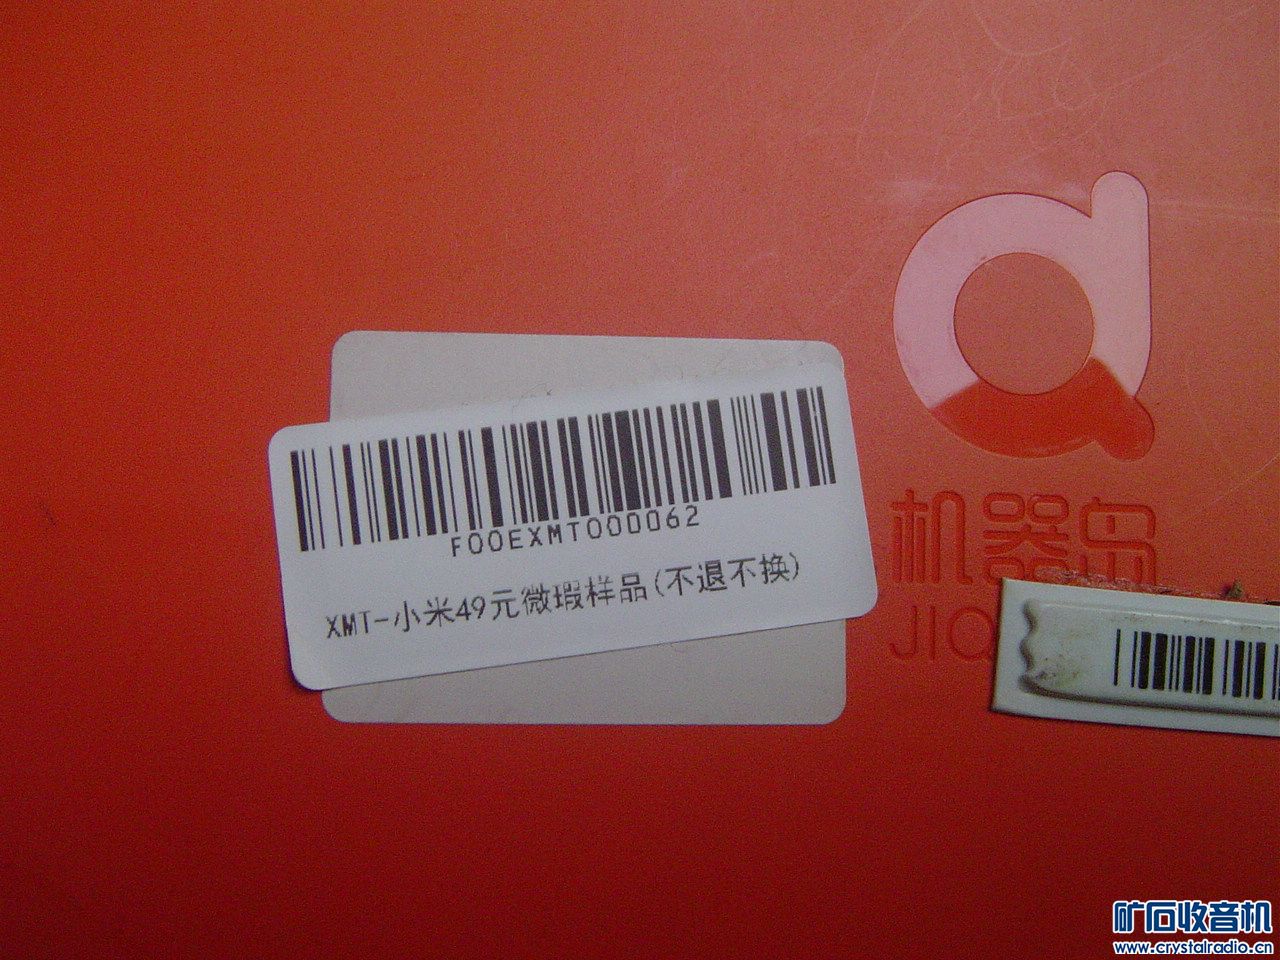 机器岛
JIQ
F00EXMT000062
XMT-小米49元微瑕样品(不退不换)
矿石收音机
www.crystalradio.cn